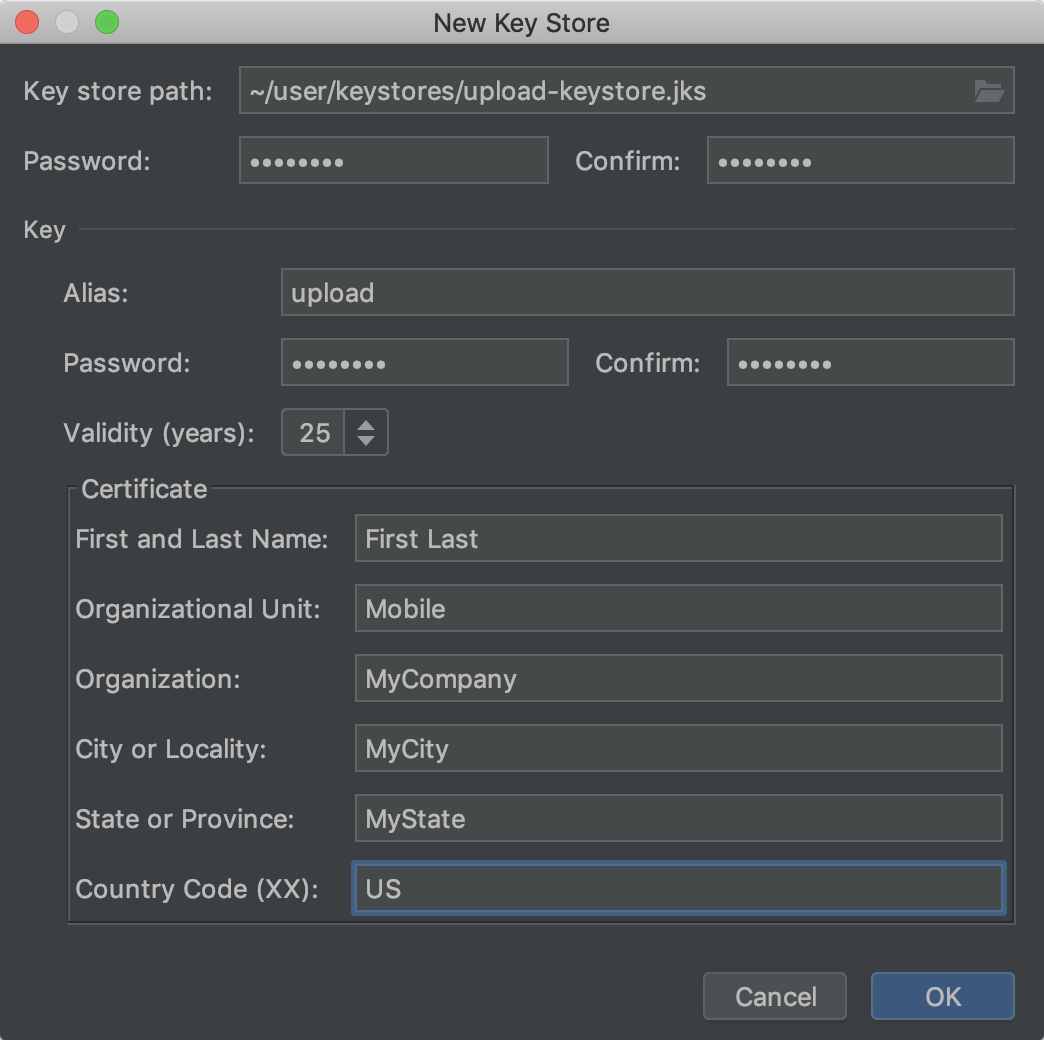 New Key Store
Key store path: ~/user/keystores/upload-keystore.jks
Password: •••••••• Confirm: ••••••••
Key
Alias: upload
Password: •••••••• Confirm: ••••••••
Validity (years): 25
Certificate
First and Last Name: First Last
Organizational Unit: Mobile
Organization: MyCompany
City or Locality: MyCity
State or Province: MyState
Country Code (XX): US
Cancel OK